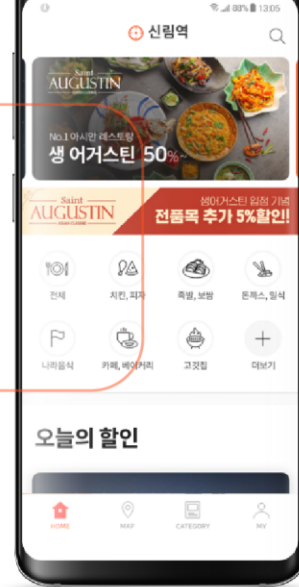 100% 13:05
신림역
Saint
AUGUSTIN
No.1 아시안 레스토랑
생 어거스틴 50%~
Saint
AUGUSTIN
생어거스틴 입점 기념
전품목 추가 5%할인!
전체
치킨, 피자
족발, 보쌈
돈까스, 일식
나라음식
카페, 베이커리
고깃집
더보기
오늘의 할인
HOME
MAP
CATEGORY
MY